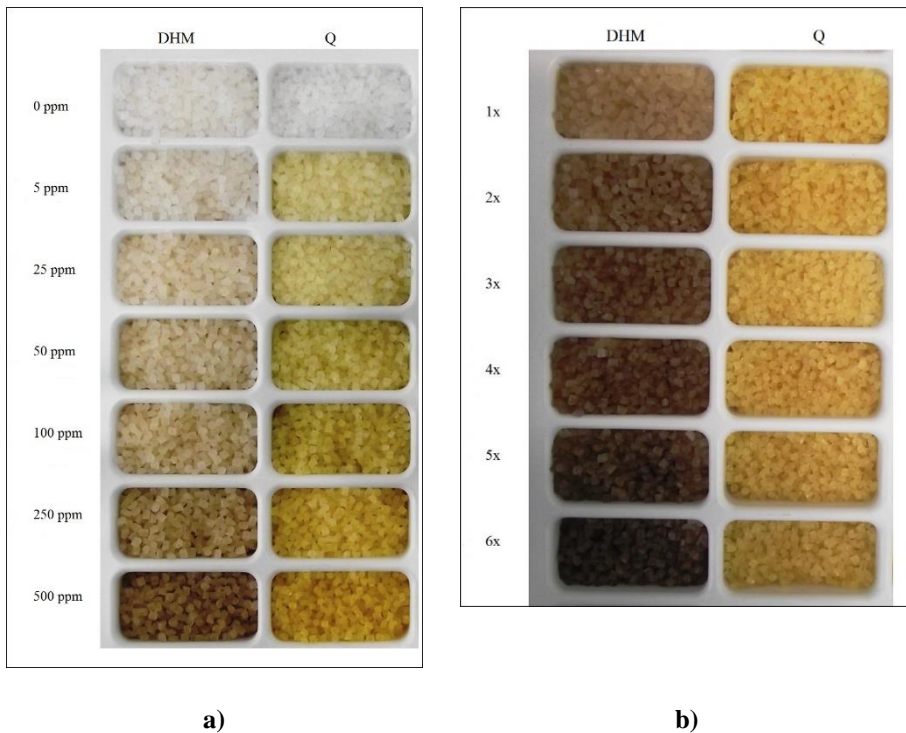 DHM Q
0 ppm
5 ppm
25 ppm
50 ppm
100 ppm
250 ppm
500 ppm
a)
DHM Q
1x
2x
3x
4x
5x
6x
b)